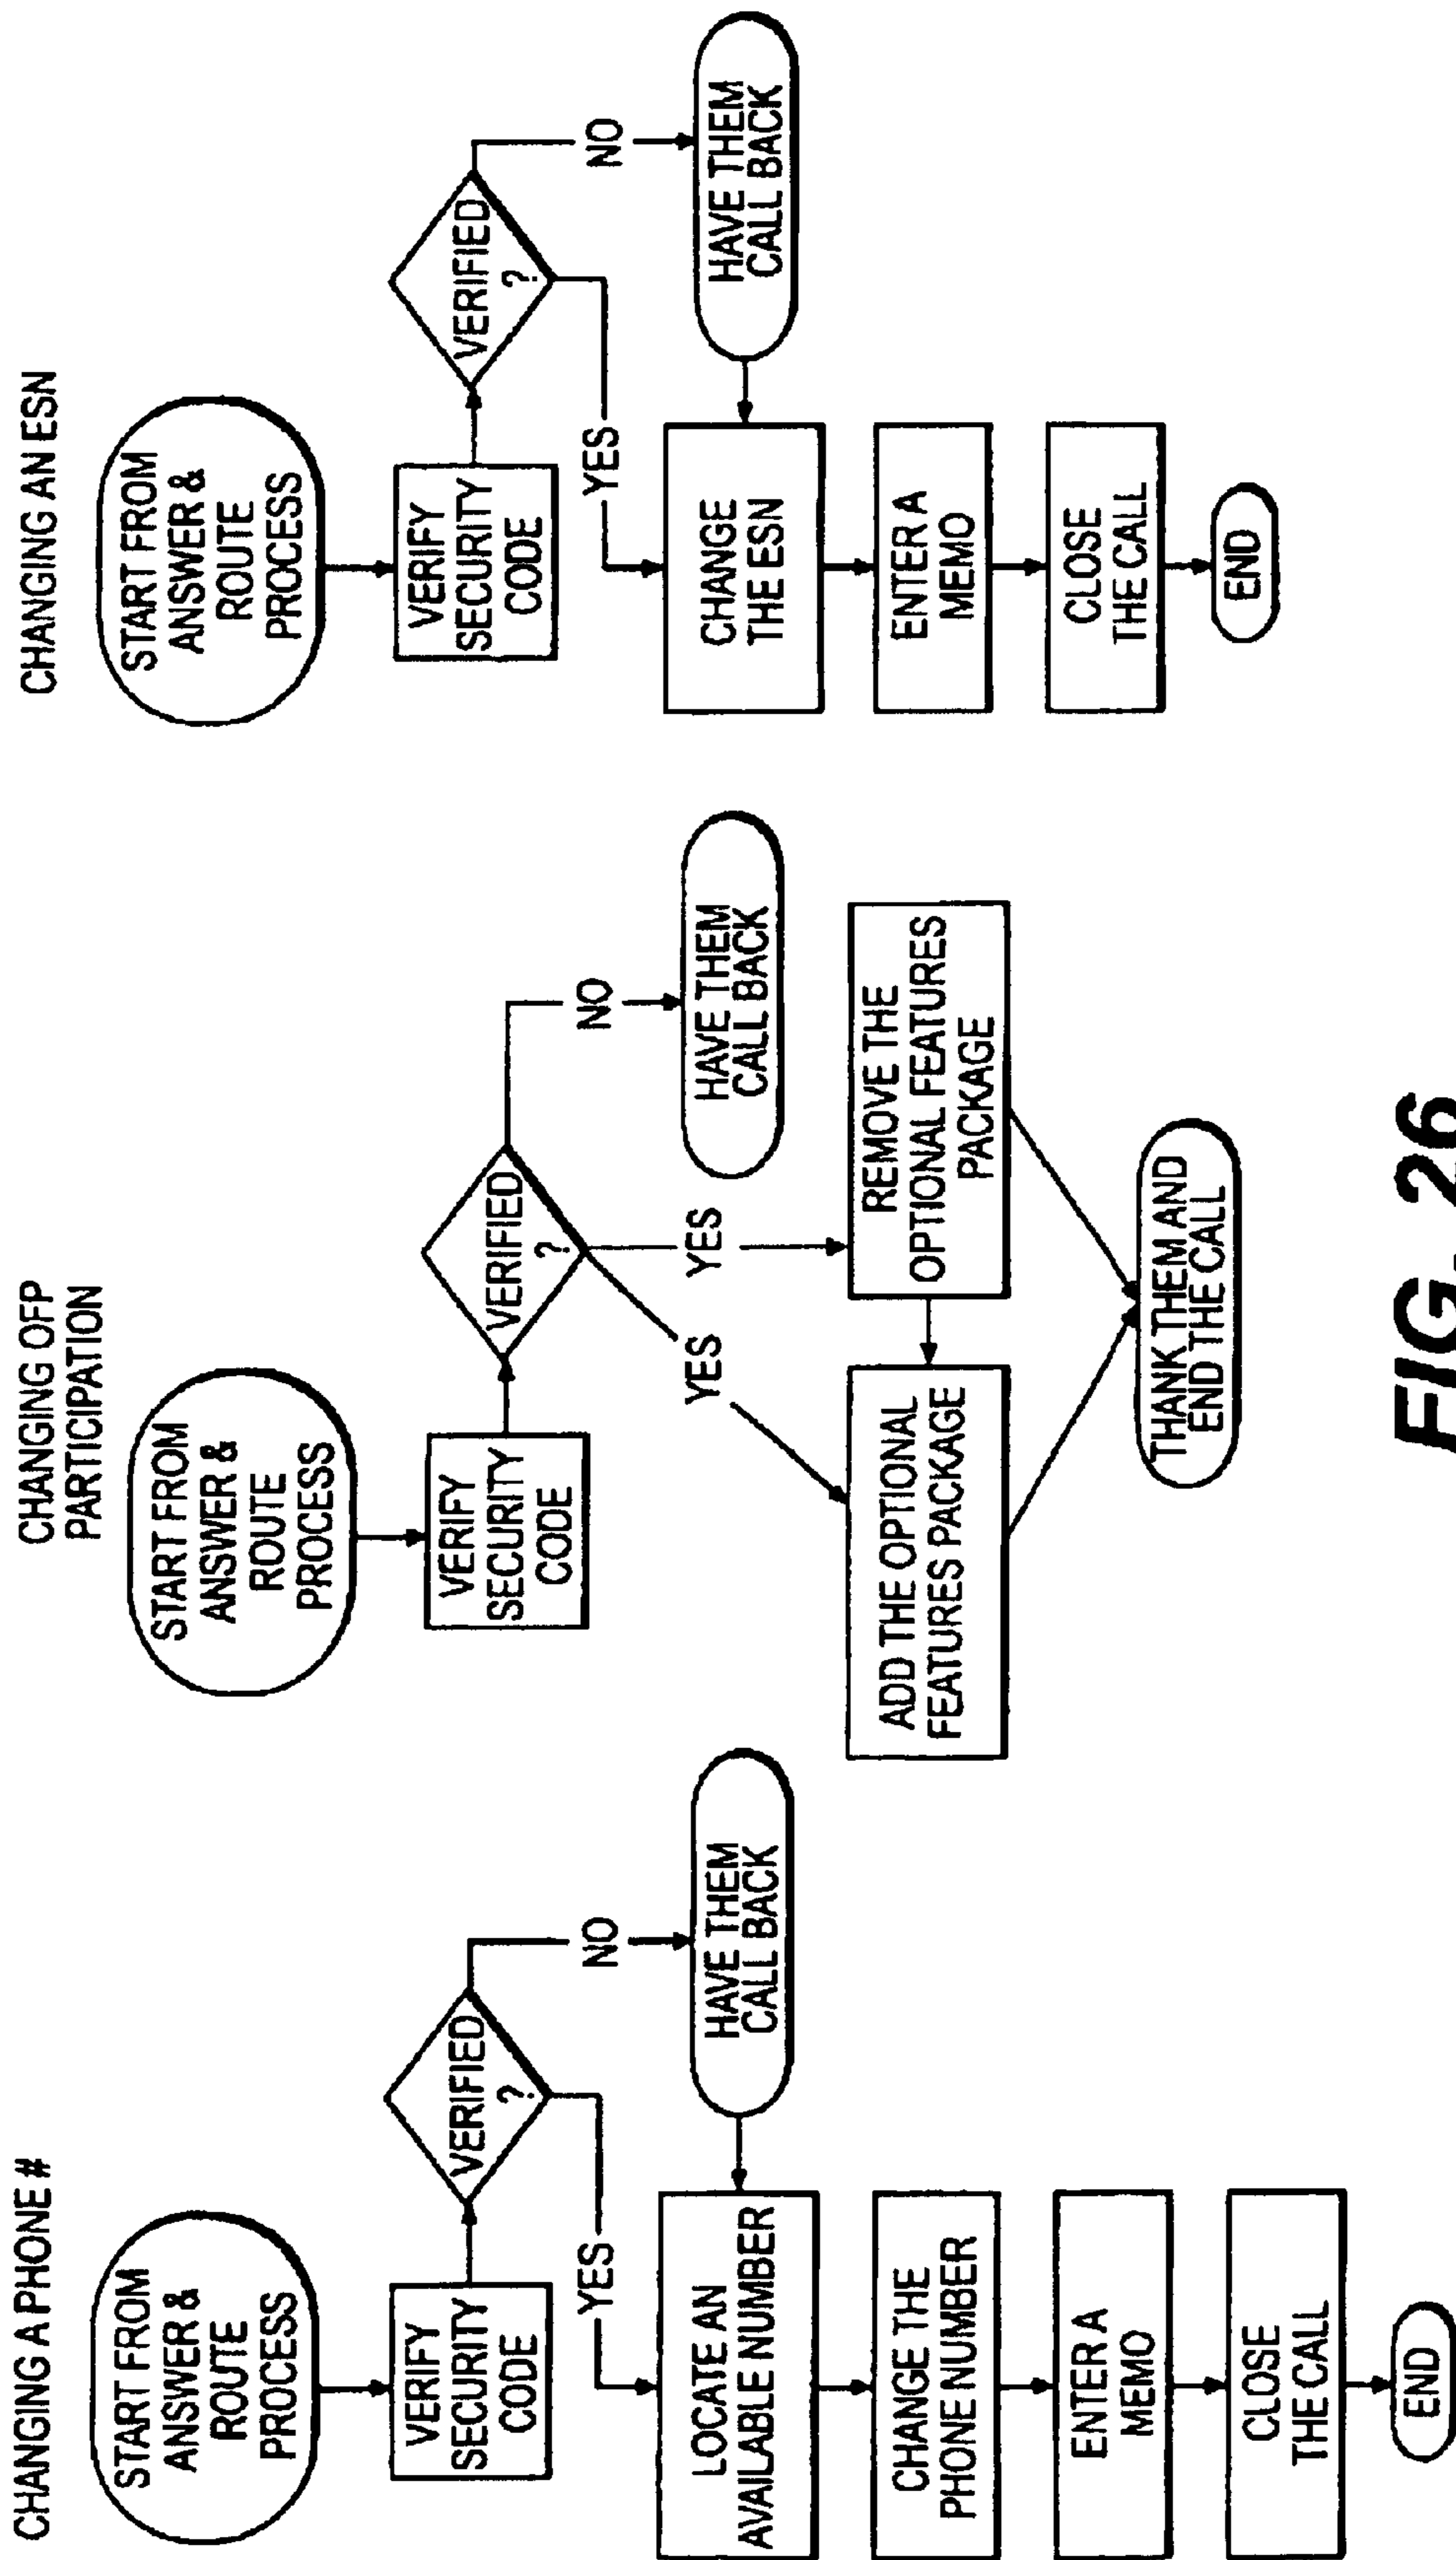 CHANGING A PHONE #
START FROM
ANSWER &
ROUTE
PROCESS
VERIFY
SECURITY
CODE
VERIFIED
?
YES
NO
HAVE THEM
CALL BACK
LOCATE AN
AVAILABLE NUMBER
CHANGE THE
PHONE NUMBER
ENTER A
MEMO
CLOSE
THE CALL
END
CHANGING OFP
PARTICIPATION
START FROM
ANSWER &
ROUTE
PROCESS
VERIFY
SECURITY
CODE
VERIFIED
?
YES
YES
NO
HAVE THEM
CALL BACK
ADD THE OPTIONAL
FEATURES PACKAGE
REMOVE THE
OPTIONAL FEATURES
PACKAGE
THANK THEM AND
END THE CALL
CHANGING AN ESN
START FROM
ANSWER &
ROUTE
PROCESS
VERIFY
SECURITY
CODE
VERIFIED
?
YES
NO
HAVE THEM
CALL BACK
CHANGE
THE ESN
ENTER A
MEMO
CLOSE
THE CALL
END
FIG. 26